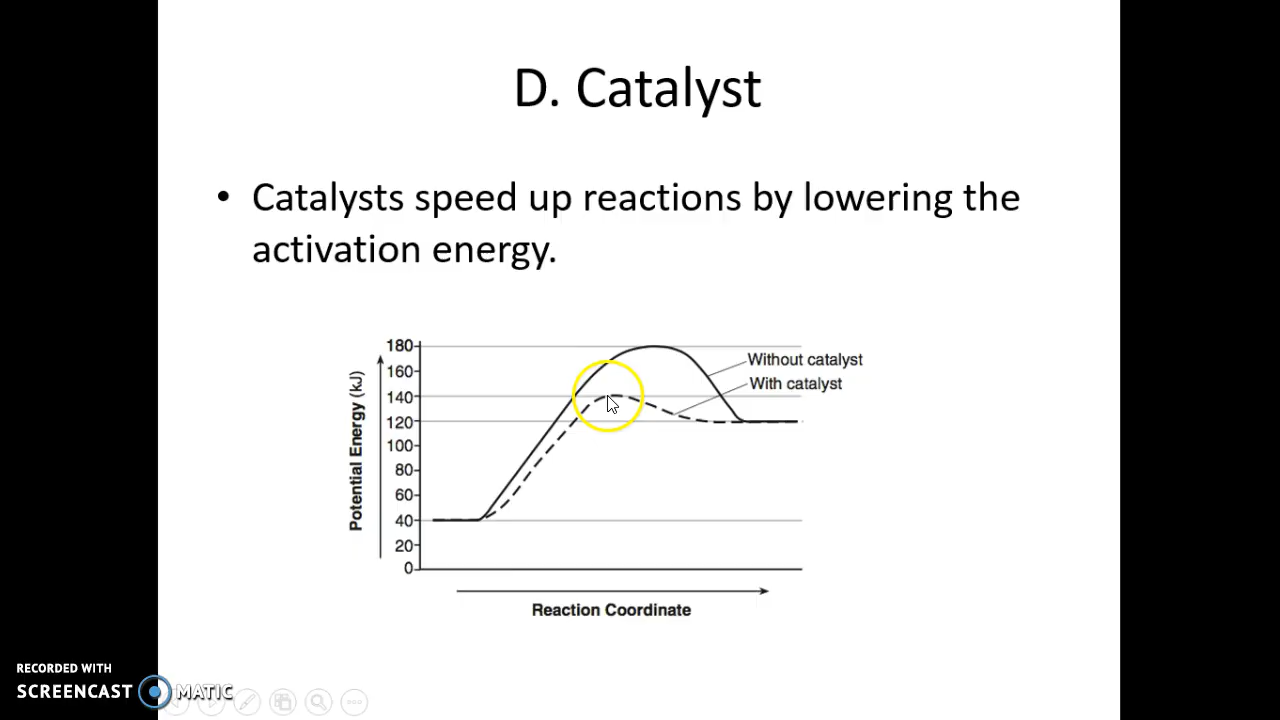 D. Catalyst
• Catalysts speed up reactions by lowering the
activation energy.
180
160
140
120
100
80
60
40
20
0
Potential Energy (kJ)
Without catalyst
With catalyst
Reaction Coordinate
RECORDED WITH
SCREENCAST MATIC